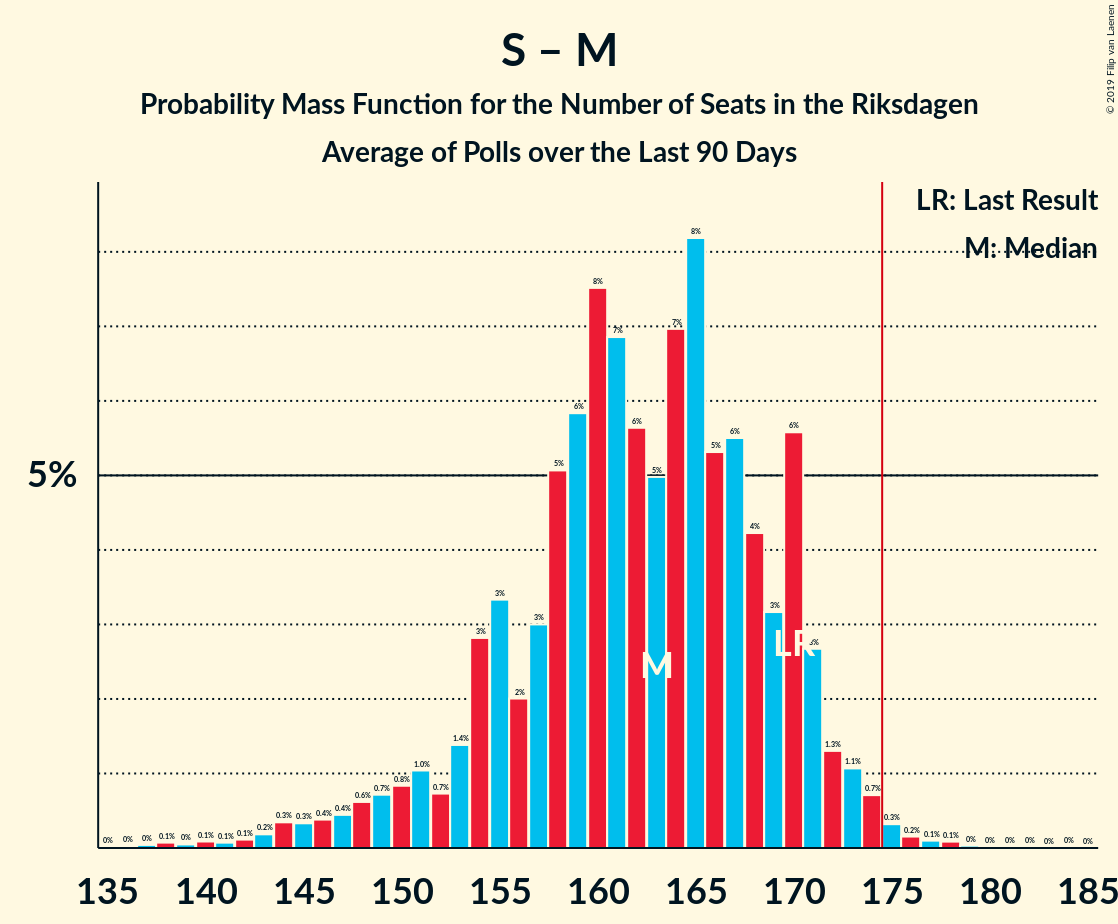 S – M
Probability Mass Function for the Number of Seats in the Riksdagen
Average of Polls over the Last 90 Days
© 2019 Filip van Laenen
LR: Last Result
M: Median
5%
0% 0% 0% 0.1% 0% 0.1% 0.1% 0.1% 0.2% 0.3% 0.3% 0.4% 0.4% 0.6% 0.7% 0.8% 1.0% 0.7% 1.4% 3% 3% 2% 3% 5% 6% 8% 7% 6% 5% 7% 8% 5% 6% 4% 3% 6% 3% 1.3% 1.1% 0.7% 0.3% 0.2% 0.1% 0.1% 0% 0% 0% 0% 0% 0% 0%
M
LR
135 140 145 150 155 160 165 170 175 180 185